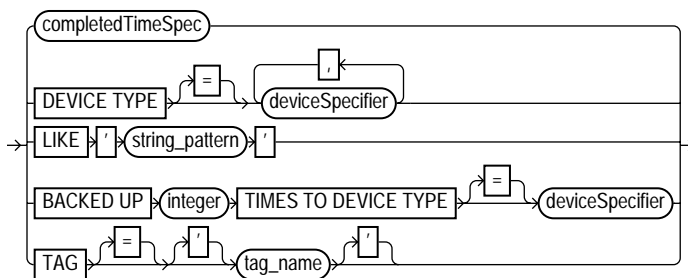 completedTimeSpec
DEVICE TYPE = deviceSpecifier ,
LIKE ' string_pattern '
BACKED UP integer TIMES TO DEVICE TYPE = deviceSpecifier
TAG = ' tag_name '